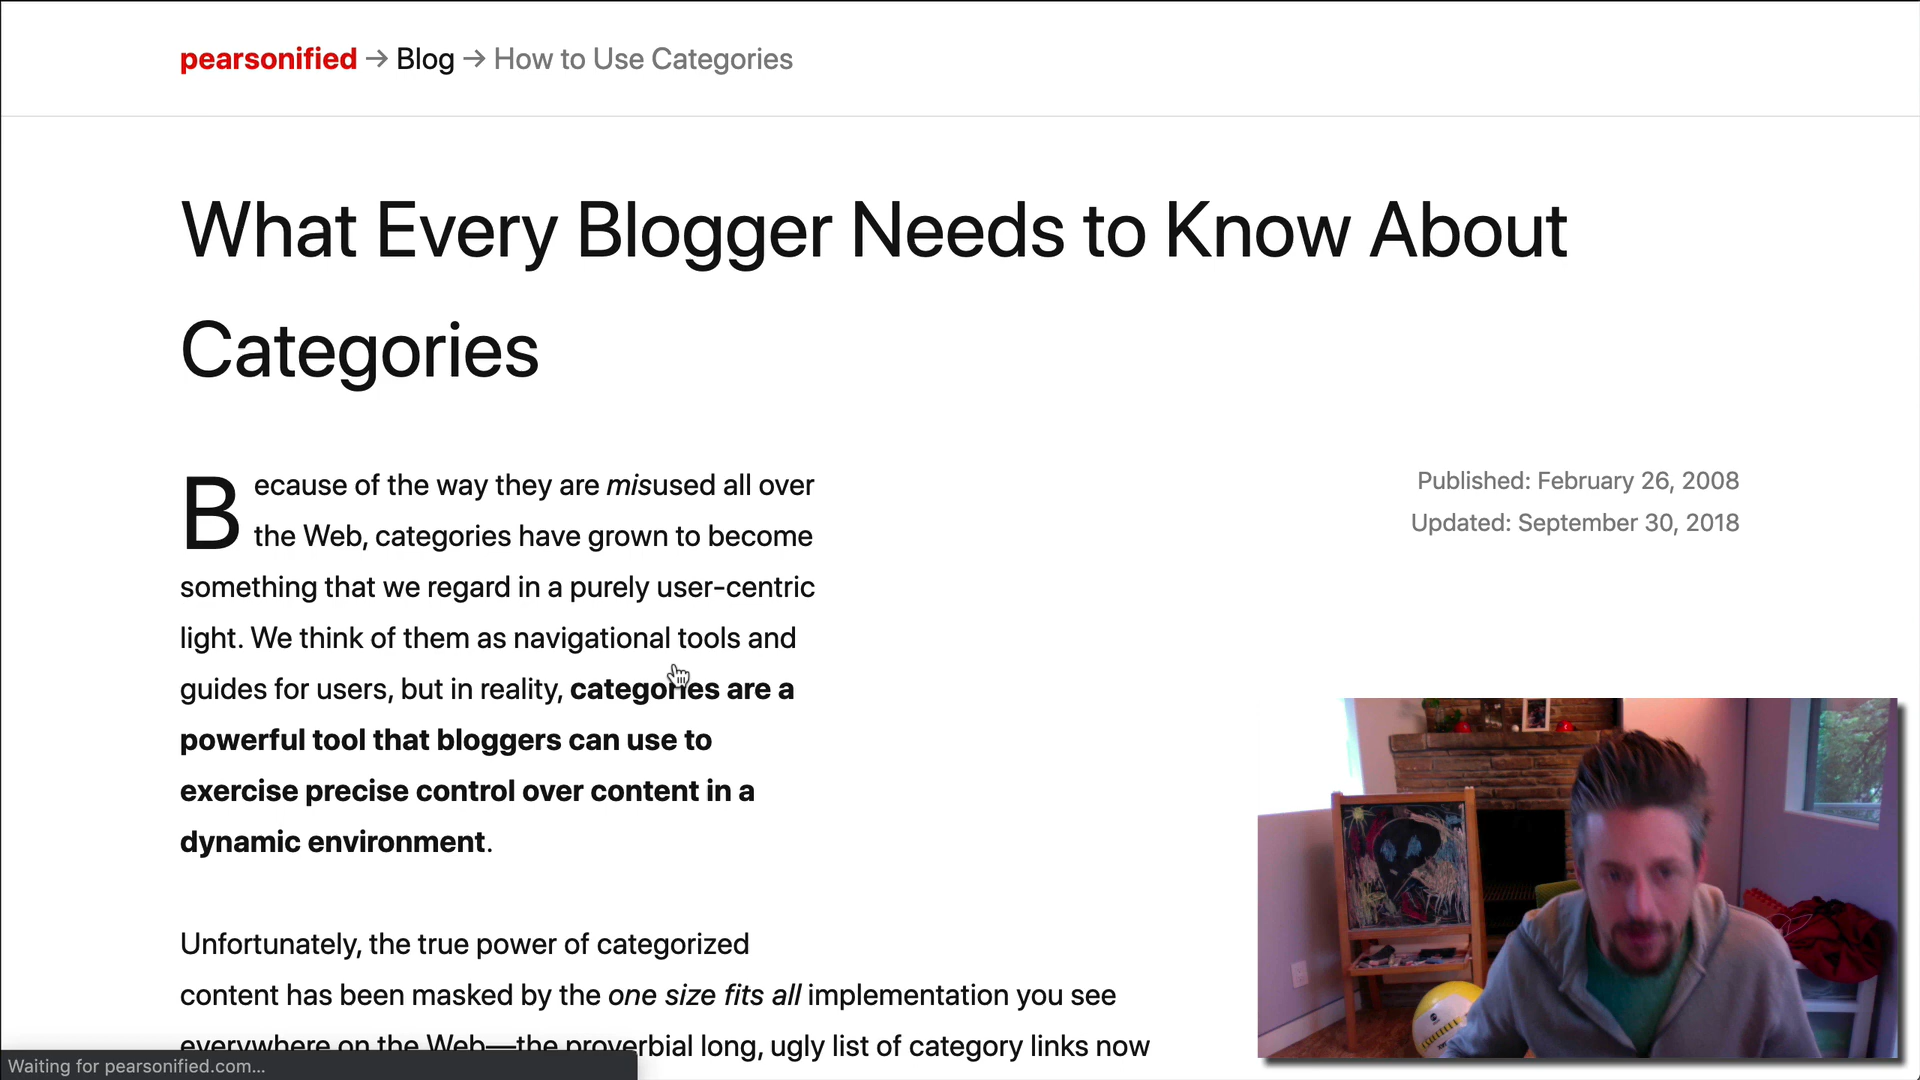 pearsonified → Blog → How to Use Categories
What Every Blogger Needs to Know About
Categories
Because of the way they are misused all over
the Web, categories have grown to become
something that we regard in a purely user-centric
light. We think of them as navigational tools and
guides for users, but in reality, categories are a
powerful tool that bloggers can use to
exercise precise control over content in a
dynamic environment.
Published: February 26, 2008
Updated: September 30, 2018
Unfortunately, the true power of categorized
content has been masked by the one size fits all implementation you see
everywhere on the Web—the proverbial long, ugly list of category links now
Waiting for pearsonified.com...